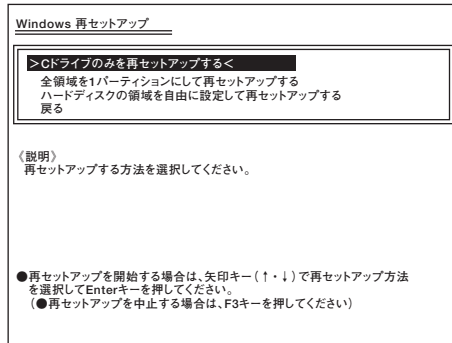 Windows 再セットアップ
＞Cドライブのみを再セットアップする＜
全領域を1パーティションにして再セットアップする
ハードディスクの領域を自由に設定して再セットアップする
戻る
《説明》
再セットアップする方法を選択してください。
●再セットアップを開始する場合は、矢印キー（↑・↓）で再セットアップ方法
を選択してEnterキーを押してください。
（●再セットアップを中止する場合は、F3キーを押してください）